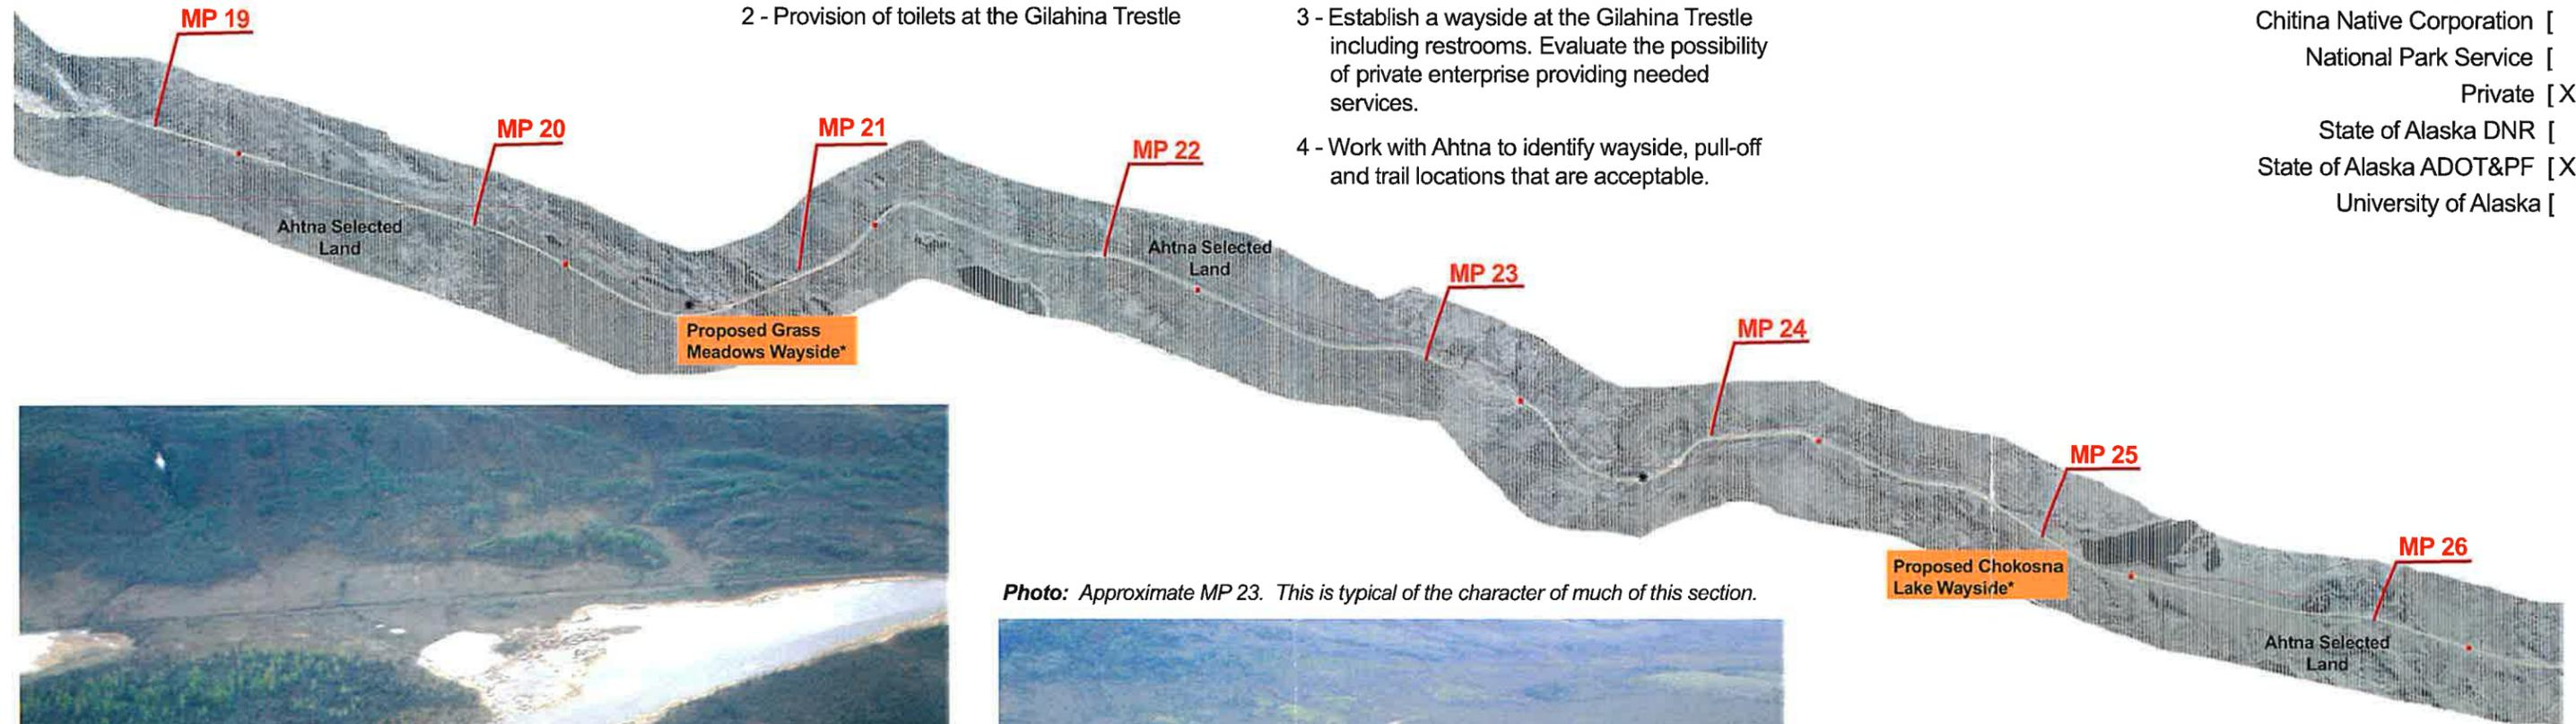 2 - Provision of toilets at the Gilahina Trestle
3 - Establish a wayside at the Gilahina Trestle
including restrooms. Evaluate the possibility
of private enterprise providing needed
services.
4 - Work with Ahtna to identify wayside, pull-off
and trail locations that are acceptable.
Chitina Native Corporation [
National Park Service [
Private [X
State of Alaska DNR [
State of Alaska ADOT&PF [X
University of Alaska [
MP 19
MP 20
MP 21
MP 22
MP 23
MP 24
MP 25
MP 26
Ahtna Selected
Land
Proposed Grass
Meadows Wayside*
Ahtna Selected
Land
Proposed Chokosna
Lake Wayside*
Ahtna Selected
Land
Photo: Approximate MP 23. This is typical of the character of much of this section.